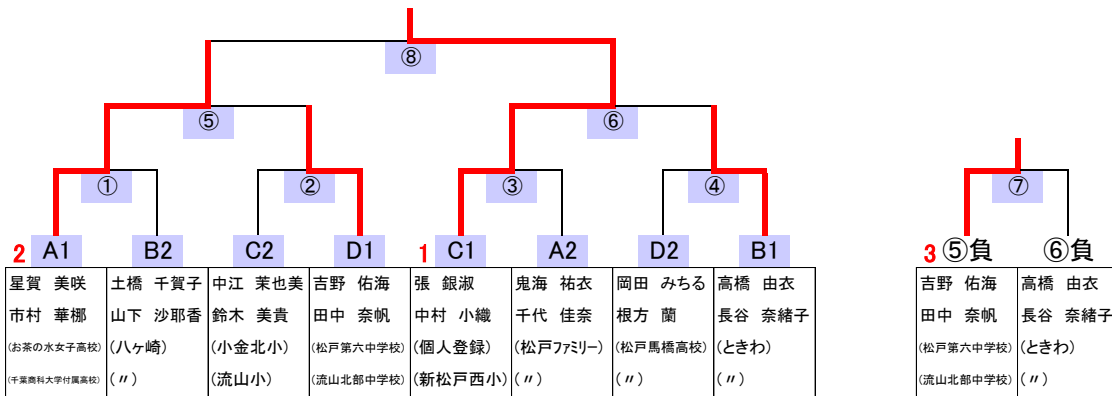 ⑧
⑤ ⑥
① ② ③ ④ ⑦
2 A1 B2 C2 D1 1 C1 A2 D2 B1 3 ⑤負 ⑥負
星賀 美咲 土橋 千賀子 中江 茉也美 吉野 佑海 張 銀淑 鬼海 祐衣 岡田 みちる 高橋 由衣 吉野 佑海 高橋 由衣
市村 華梛 山下 沙耶香 鈴木 美貴 田中 奈帆 中村 小織 千代 佳奈 根方 蘭 長谷 奈緒子 田中 奈帆 長谷 奈緒子
(お茶の水女子高校) (八ヶ崎) (小金北小) (松戸第六中学校) (個人登録) (松戸ファミリー) (松戸馬橋高校) (ときわ) (松戸第六中学校) (ときわ)
(千葉商科大学付属高校) (〃) (流山小) (流山北部中学校) (新松戸西小) (〃) (〃) (〃) (流山北部中学校) (〃)